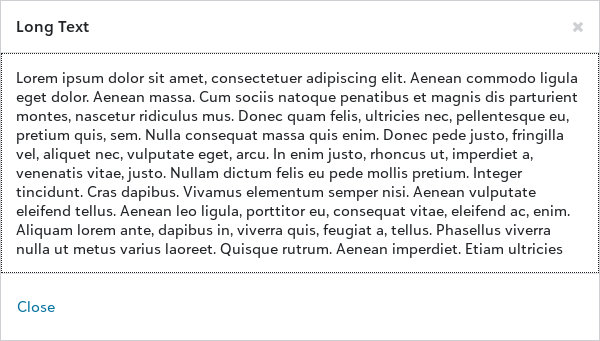 Long Text
×
Lorem ipsum dolor sit amet, consectetuer adipiscing elit. Aenean commodo ligula
eget dolor. Aenean massa. Cum sociis natoque penatibus et magnis dis parturient
montes, nascetur ridiculus mus. Donec quam felis, ultricies nec, pellentesque eu,
pretium quis, sem. Nulla consequat massa quis enim. Donec pede justo, fringilla
vel, aliquet nec, vulputate eget, arcu. In enim justo, rhoncus ut, imperdiet a,
venenatis vitae, justo. Nullam dictum felis eu pede mollis pretium. Integer
tincidunt. Cras dapibus. Vivamus elementum semper nisi. Aenean vulputate
eleifend tellus. Aenean leo ligula, porttitor eu, consequat vitae, eleifend ac, enim.
Aliquam lorem ante, dapibus in, viverra quis, feugiat a, tellus. Phasellus viverra
nulla ut metus varius laoreet. Quisque rutrum. Aenean imperdiet. Etiam ultricies
Close